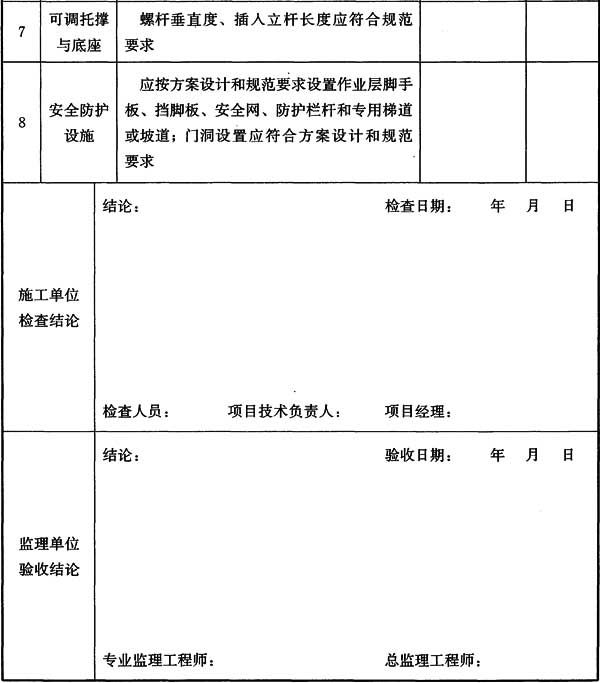 7
可调托撑
与底座
螺杆垂直度、插人立杆长度应符合规范
要求
8
安全防护
设施
应按方案设计和规范要求设置作业层脚手
板、挡脚板、安全网、防护栏杆和专用梯道
或坡道；门洞设置应符合方案设计和规范
要求
施工单位
检查结论
结论： 检查日期： 年 月 日
检查人员： 项目技术负责人： 项目经理：
监理单位
验收结论
结论： 验收日期： 年 月 日
专业监理工程师： 总监理工程师：